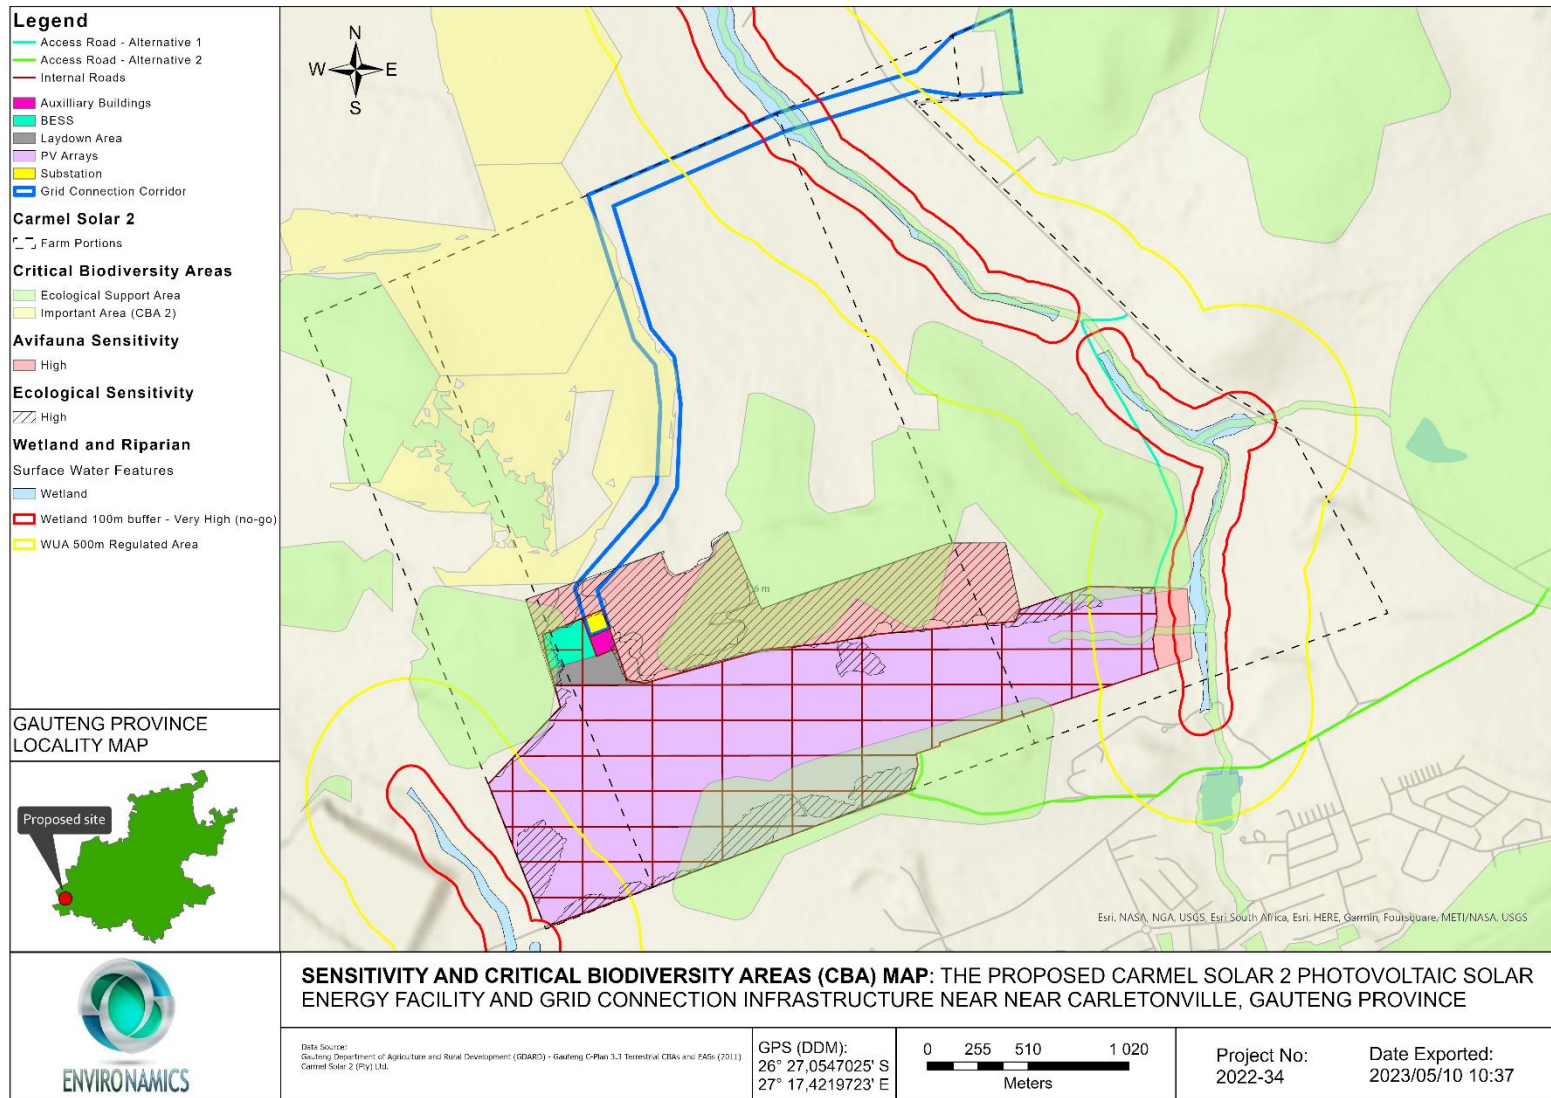 Legend
Access Road - Alternative 1
Access Road - Alternative 2
Internal Roads
Auxilliary Buildings
BESS
Laydown Area
PV Arrays
Substation
Grid Connection Corridor
Carmel Solar 2
Farm Portions
Critical Biodiversity Areas
Ecological Support Area
Important Area (CBA 2)
Avifauna Sensitivity
High
Ecological Sensitivity
High
Wetland and Riparian
Surface Water Features
Wetland
Wetland 100m buffer - Very High (no-go)
WUA 500m Regulated Area
GAUTENG PROVINCE
LOCALITY MAP
Proposed site
ENVIRONAMICS
N
W E
S
Esri, NASA, NGA, USGS, Esri South Africa, Esri, HERE, Garmin, Foursquare, METI/NASA, USGS
SENSITIVITY AND CRITICAL BIODIVERSITY AREAS (CBA) MAP: THE PROPOSED CARMEL SOLAR 2 PHOTOVOLTAIC SOLAR
ENERGY FACILITY AND GRID CONNECTION INFRASTRUCTURE NEAR NEAR CARLETONVILLE, GAUTENG PROVINCE
Data Source:
Gauteng Department of Agriculture and Rural Development (GDARD) - Gauteng C-Plan 3.3 Terrestrial CBAs and EASs (2011)
Carmel Solar 2 (Pty) Ltd.
GPS (DDM):
26° 27,0547025' S
27° 17,4219723' E
0 255 510 1 020
Meters
Project No:
2022-34
Date Exported:
2023/05/10 10:37